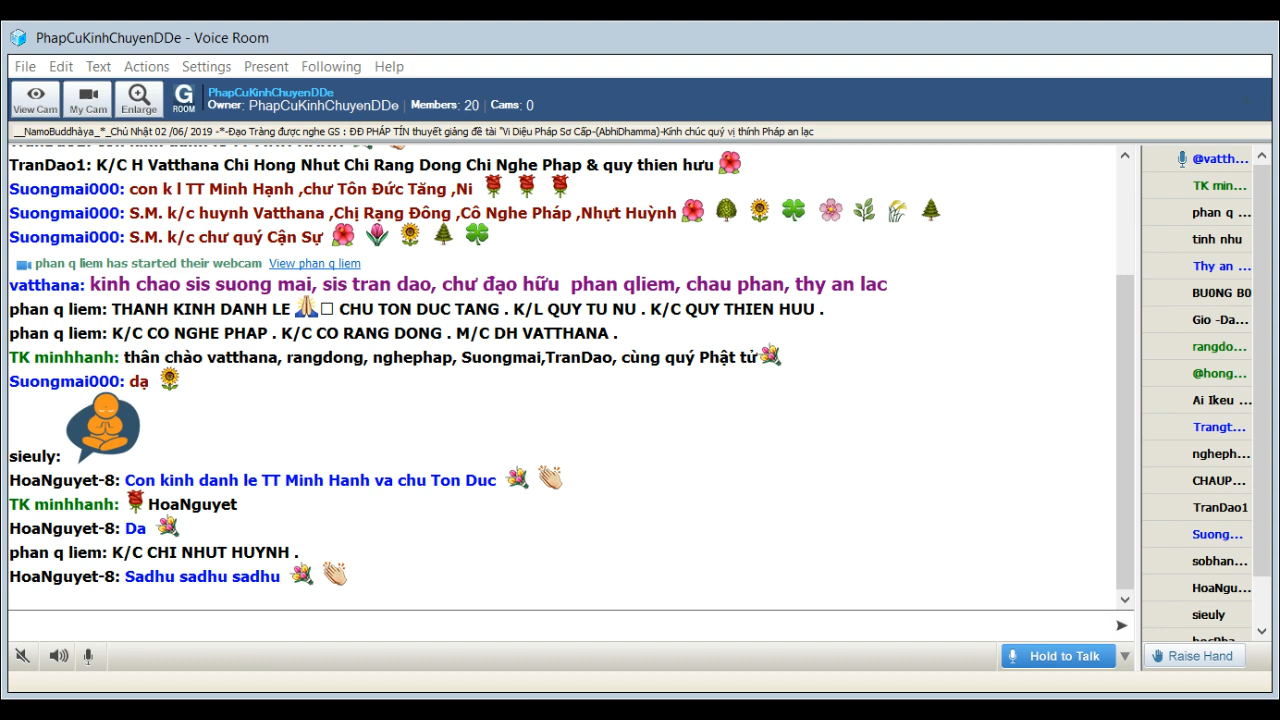 PhapCuKinhChuyenDDe - Voice Room
File Edit Text Actions Settings Present Following Help
View Cam My Cam Enlarge G ROOM
PhapCuKinhChuyenDDe
Owner: PhapCuKinhChuyenDDe | Members: 20 | Cams: 0
__NamoBuddhàya_*_Chủ Nhật 02 /06/ 2019 -*-Đạo Tràng được nghe GS : ĐĐ PHÁP TÍN thuyết giảng đề tài "Vi Diệu Pháp Sơ Cấp-(AbhiDhamma)-Kính chúc quý vị thính Pháp an lạc
TranDao1: K/C H Vatthana Chi Hong Nhut Chi Rang Dong Chi Nghe Phap & quy thien hưu
Suongmai000: con k l TT Minh Hạnh ,chư Tôn Đức Tăng ,Ni
Suongmai000: S.M. k/c huynh Vatthana ,Chị Rạng Đông ,Cô Nghe Pháp ,Nhựt Huỳnh
Suongmai000: S.M. k/c chư quý Cận Sự
phan q liem has started their webcam View phan q liem
vatthana: kinh chao sis suong mai, sis tran dao, chư đạo hữu phan qliem, chau phan, thy an lac
phan q liem: THANH KINH DANH LE CHU TON DUC TANG . K/L QUY TU NU . K/C QUY THIEN HUU .
phan q liem: K/C CO NGHE PHAP . K/C CO RANG DONG . M/C DH VATTHANA .
TK minhhanh: thân chào vatthana, rangdong, nghephap, Suongmai,TranDao, cùng quý Phật tử
Suongmai000: dạ
sieuly:
HoaNguyet-8: Con kinh danh le TT Minh Hanh va chu Ton Duc
TK minhhanh: HoaNguyet
HoaNguyet-8: Da
phan q liem: K/C CHI NHUT HUYNH .
HoaNguyet-8: Sadhu sadhu sadhu
Hold to Talk
@vatth...
TK min...
phan q ...
tinh nhu
Thy an ...
BU0NG B0
Gio -Da...
rangdo...
@hong...
Ai Ikeu ...
Trangt...
ngheph...
CHAUP...
TranDao1
Suong...
sobhan...
HoaNgu...
sieuly
Raise Hand